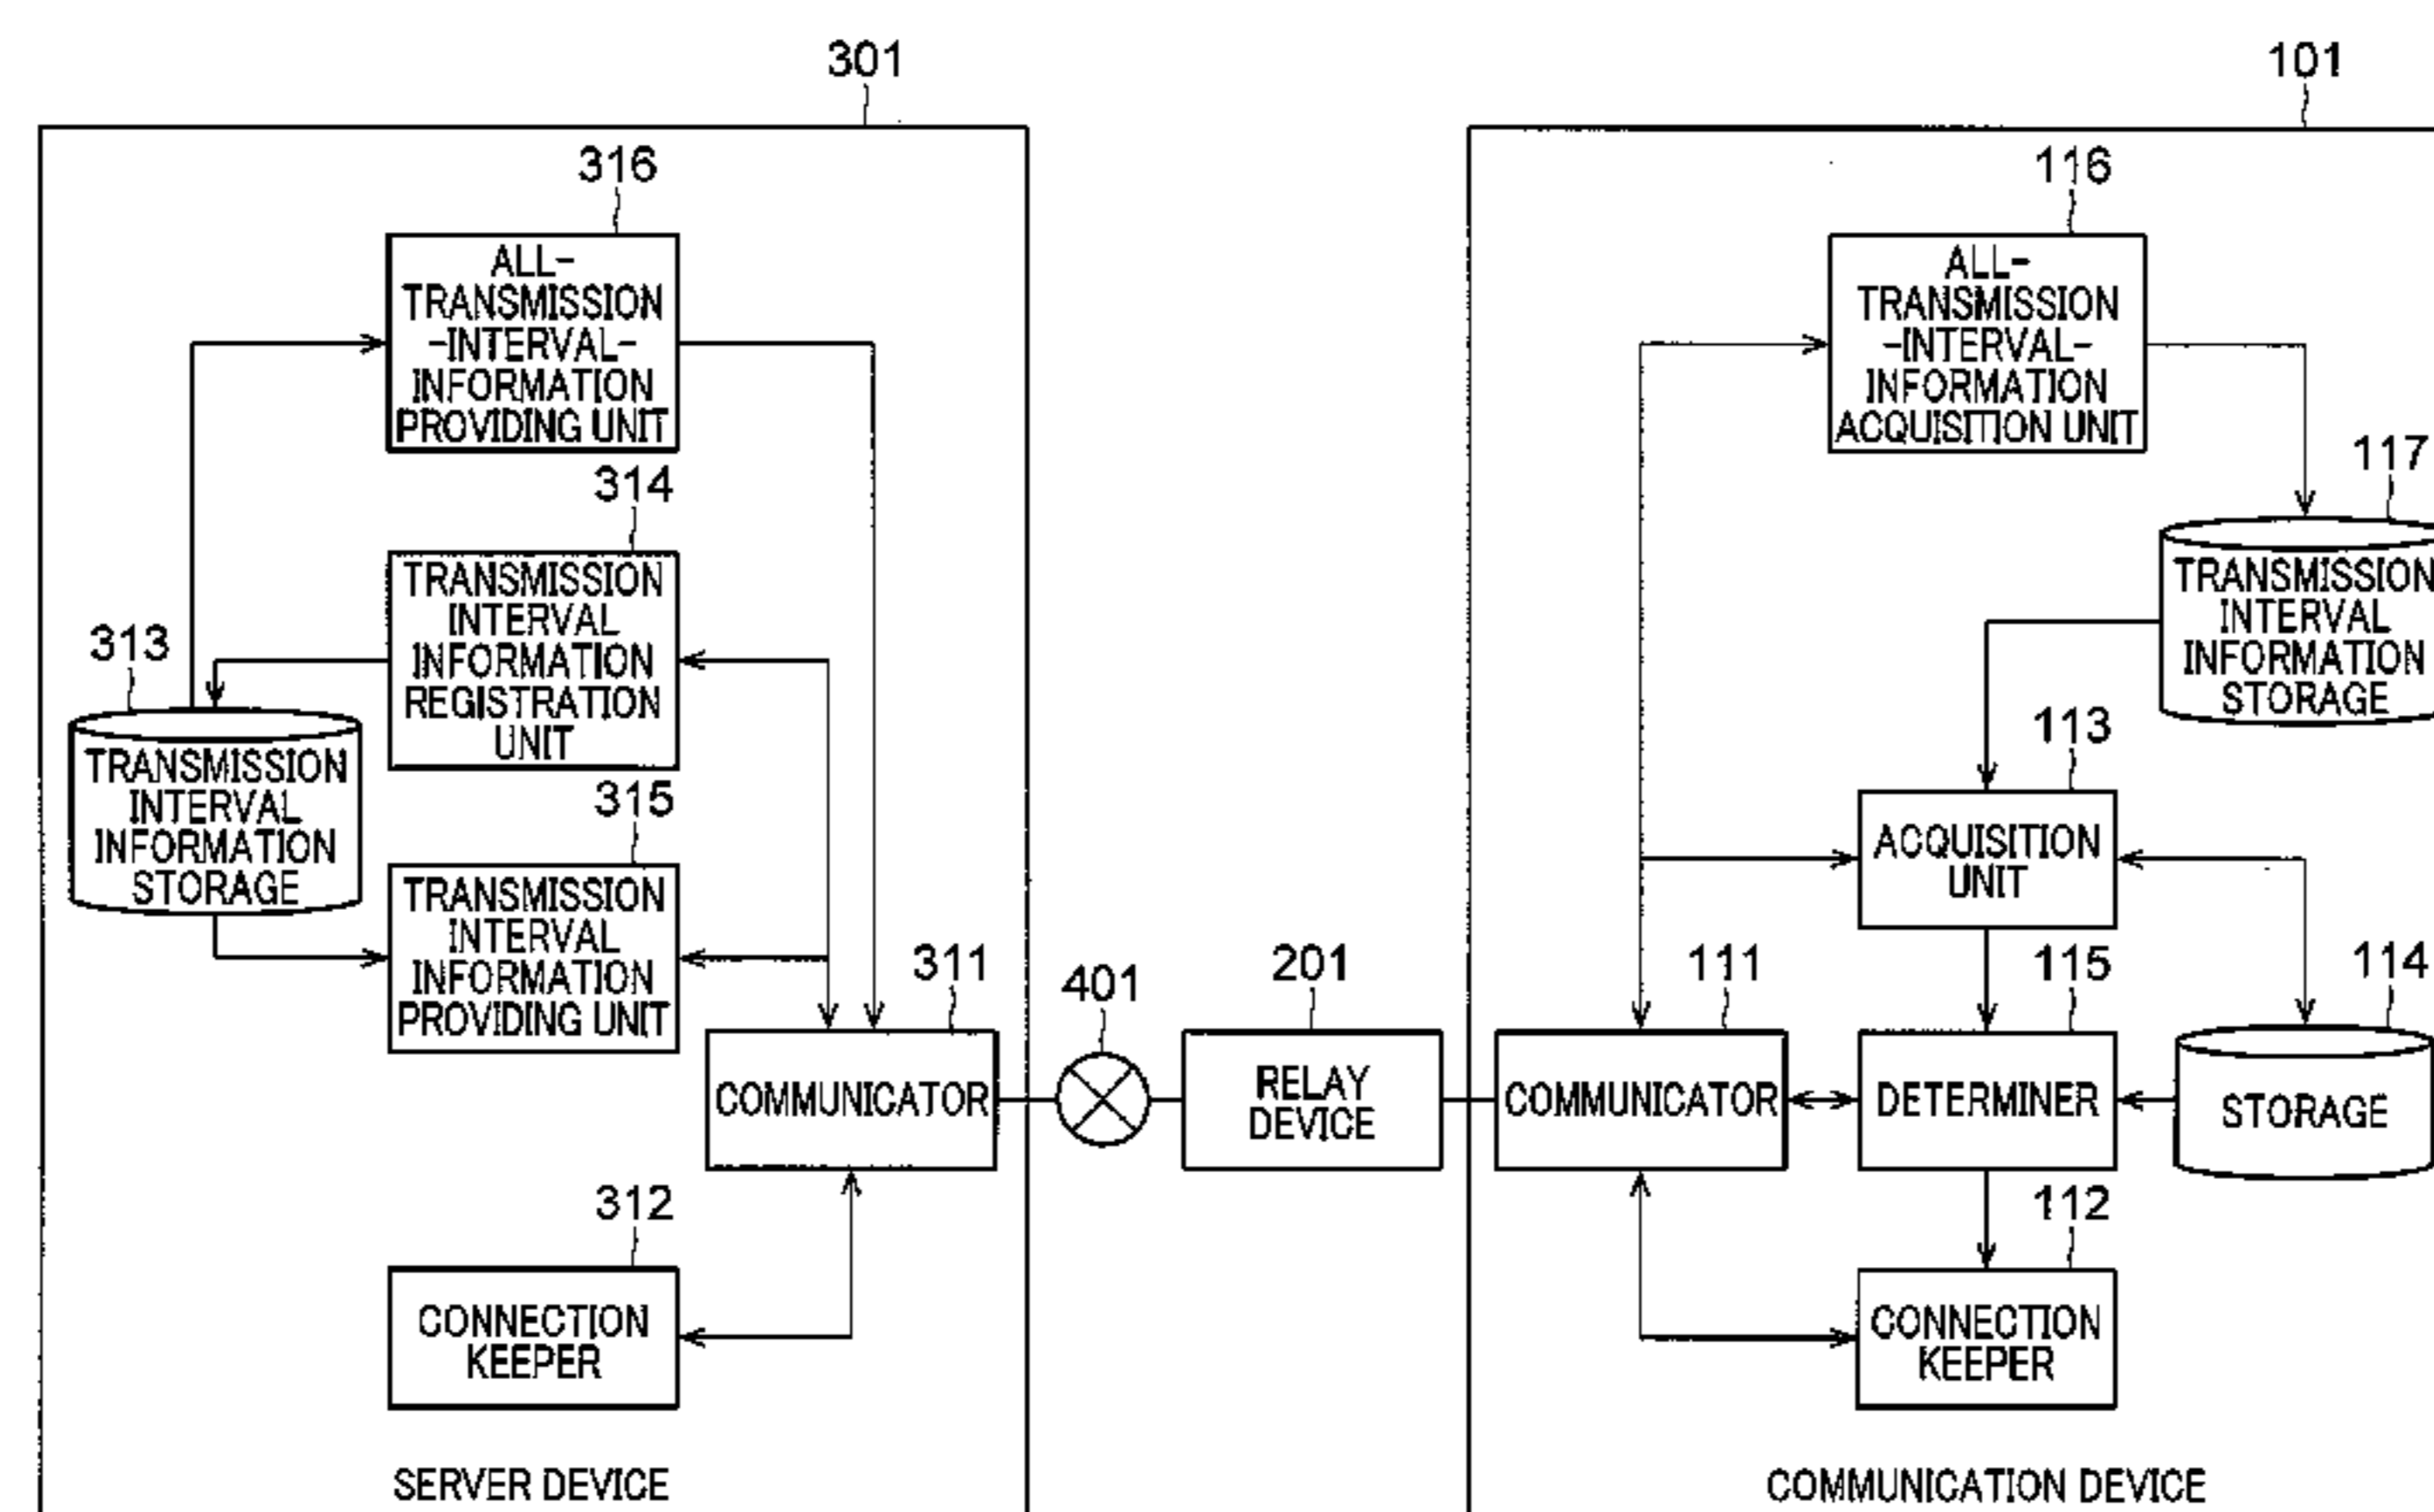 301
101
316
ALL-
TRANSMISSION
-INTERVAL-
INFORMATION
PROVIDING UNIT
314
TRANSMISSION
INTERVAL
INFORMATION
REGISTRATION
UNIT
313
TRANSMISSION
INTERVAL
INFORMATION
STORAGE
315
TRANSMISSION
INTERVAL
INFORMATION
PROVIDING UNIT
311
COMMUNICATOR
312
CONNECTION
KEEPER
SERVER DEVICE
401
201
RELAY
DEVICE
116
ALL-
TRANSMISSION
-INTERVAL-
INFORMATION
ACQUISITION UNIT
117
TRANSMISSION
INTERVAL
INFORMATION
STORAGE
113
ACQUISITION
UNIT
111
COMMUNICATOR
115
DETERMINER
114
STORAGE
112
CONNECTION
KEEPER
COMMUNICATION DEVICE